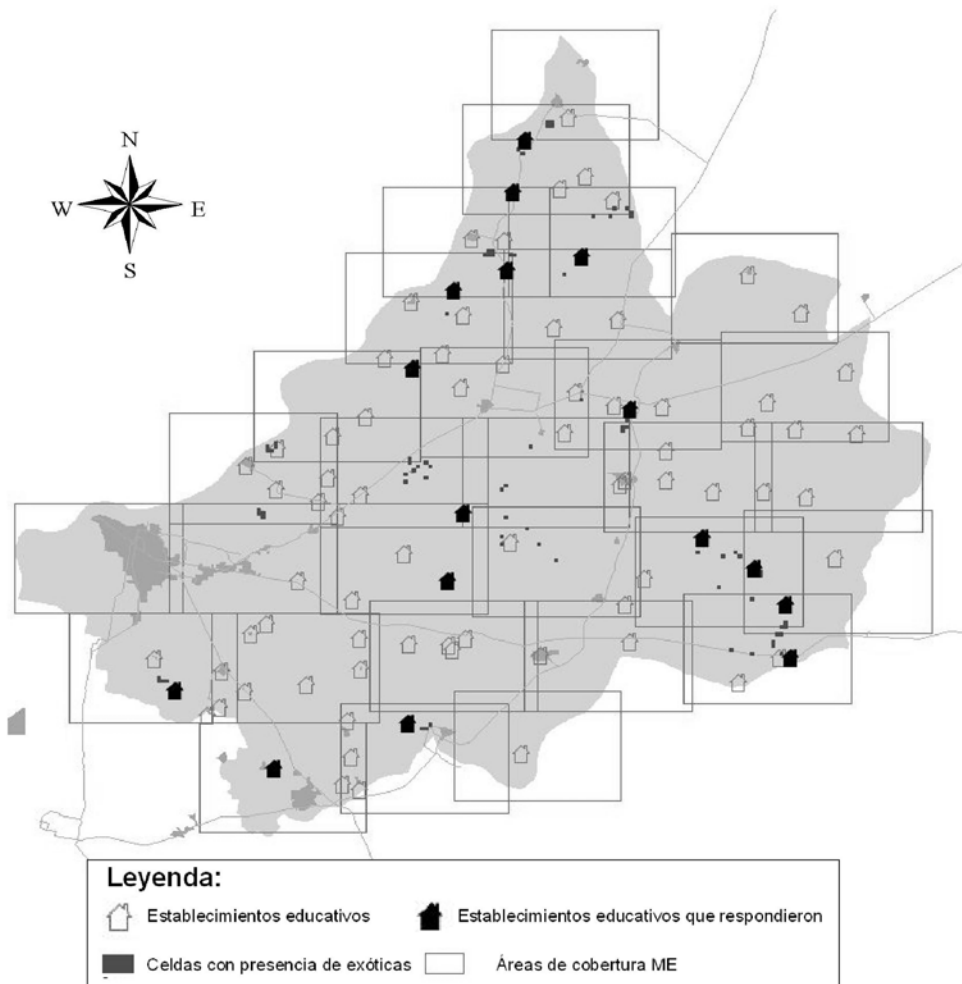 N
W E
S
Leyenda:
Establecimientos educativos
Establecimientos educativos que respondieron
Celdas con presencia de exóticas
Áreas de cobertura ME